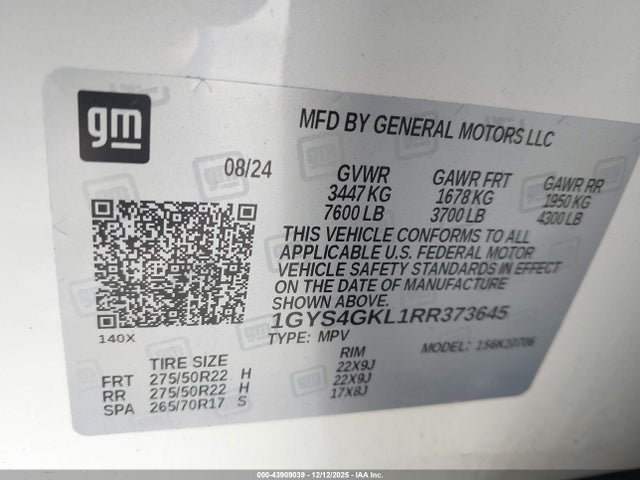 gm
MFD BY GENERAL MOTORS LLC
08/24
GVWR GAWR FRT GAWR RR
3447 KG 1678 KG 1950 KG
7600 LB 3700 LB 4300 LB
THIS VEHICLE CONFORMS TO ALL
APPLICABLE U.S. FEDERAL MOTOR
VEHICLE SAFETY STANDARDS IN EFFECT
ON THE DATE OF MANUFACTURE
SHOWN ABOVE.
1GYS4GKL1RR373645
140X TYPE: MPV MODEL: 1S6K10706
TIRE SIZE RIM
FRT 275/50R22 H 22X9J
RR 275/50R22 H 22X9J
SPA 265/70R17 S 17X8J
000-43909039 - 12/12/2025 - IAA Inc.